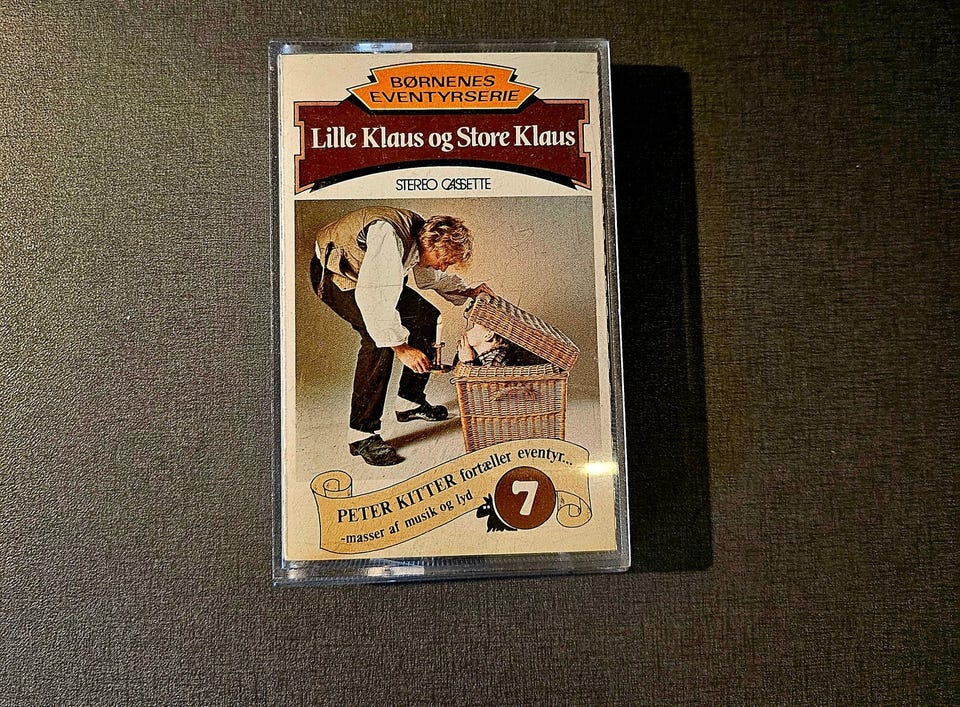 BØRNENES
EVENTYRSERIE
Lille Klaus og Store Klaus
STEREO CASSETTE
PETER KITTER fortæller eventyr...
-masser af musik og lyd
7